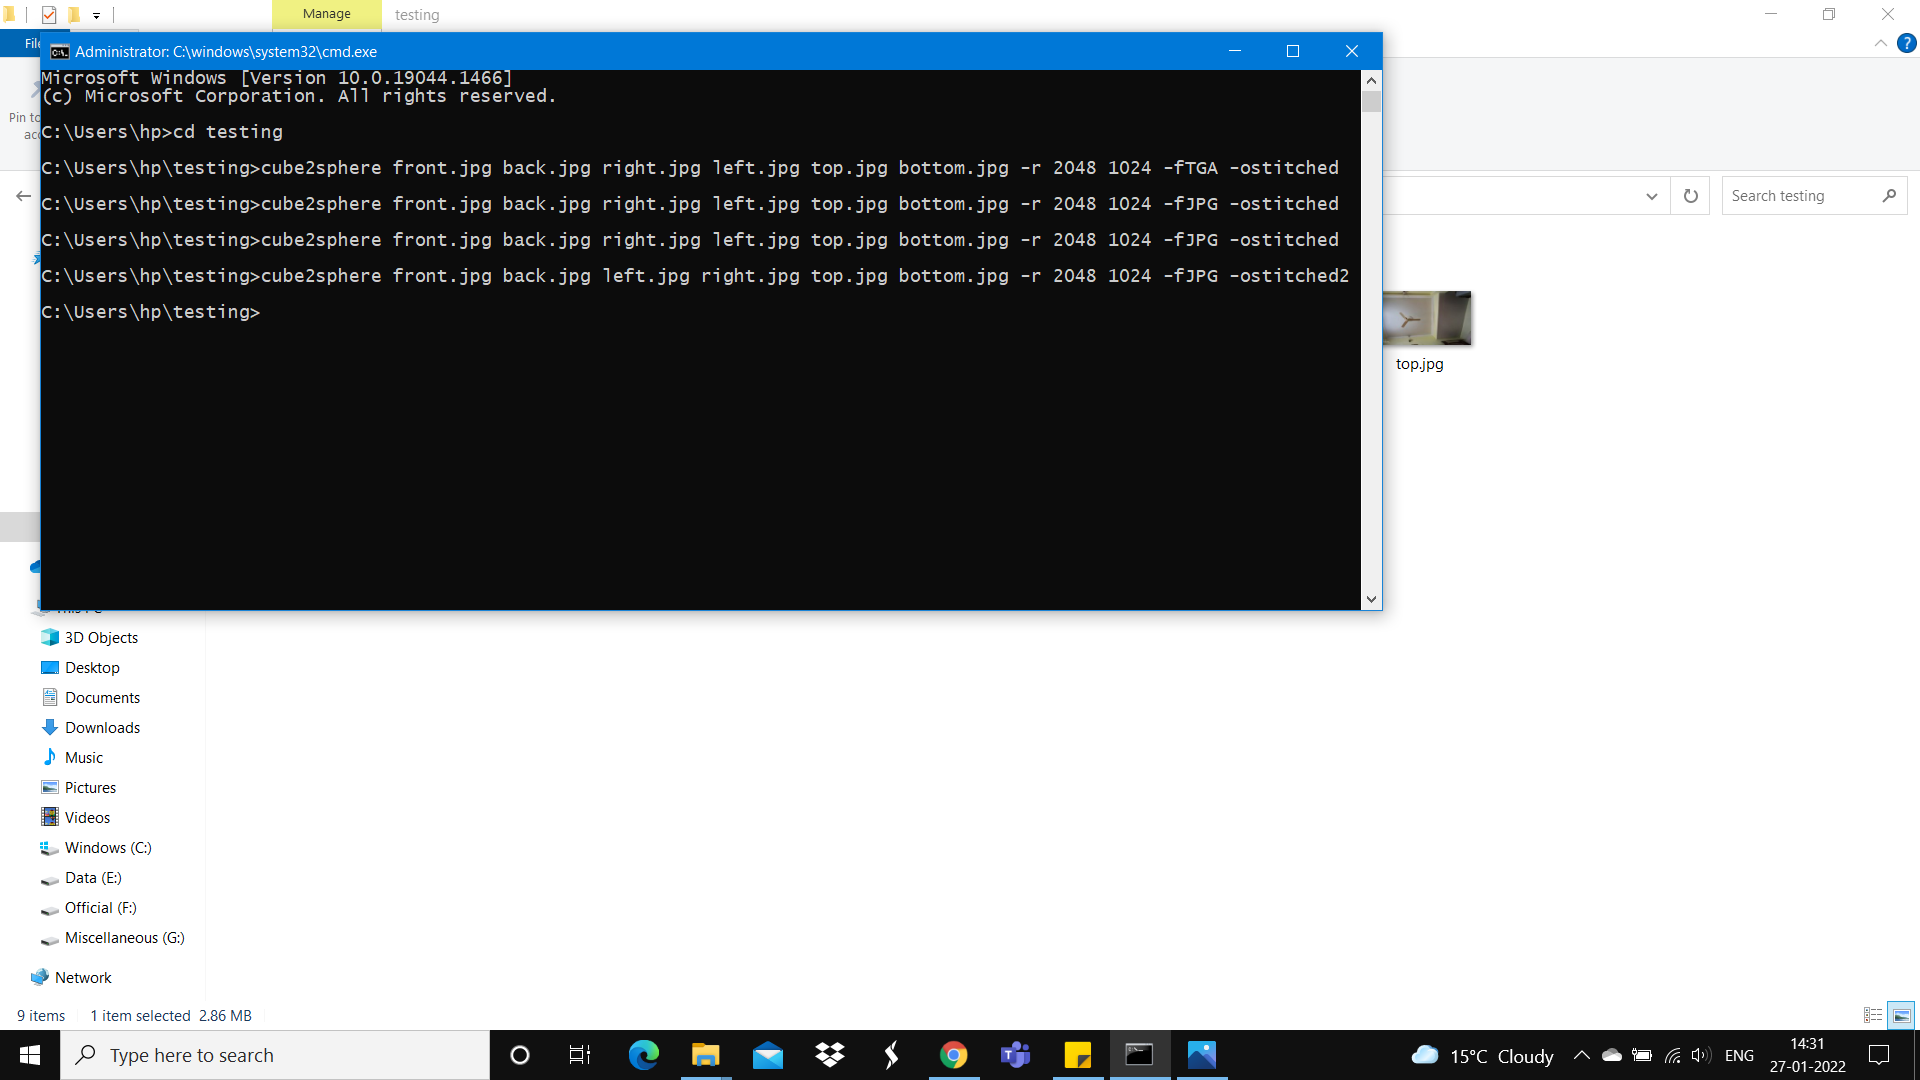 Manage
testing
File
Administrator: C:\windows\system32\cmd.exe
Microsoft Windows [Version 10.0.19044.1466]
(c) Microsoft Corporation. All rights reserved.
Pin to
C:\Users\hp>cd testing
C:\Users\hp\testing>cube2sphere front.jpg back.jpg right.jpg left.jpg top.jpg bottom.jpg -r 2048 1024 -fTGA -ostitched
C:\Users\hp\testing>cube2sphere front.jpg back.jpg right.jpg left.jpg top.jpg bottom.jpg -r 2048 1024 -fJPG -ostitched
C:\Users\hp\testing>cube2sphere front.jpg back.jpg right.jpg left.jpg top.jpg bottom.jpg -r 2048 1024 -fJPG -ostitched
C:\Users\hp\testing>cube2sphere front.jpg back.jpg left.jpg right.jpg top.jpg bottom.jpg -r 2048 1024 -fJPG -ostitched2
C:\Users\hp\testing>
Search testing
top.jpg
This PC
3D Objects
Desktop
Documents
Downloads
Music
Pictures
Videos
Windows (C:)
Data (E:)
Official (F:)
Miscellaneous (G:)
Network
9 items 1 item selected 2.86 MB
Type here to search
15°C Cloudy
ENG
14:31
27-01-2022